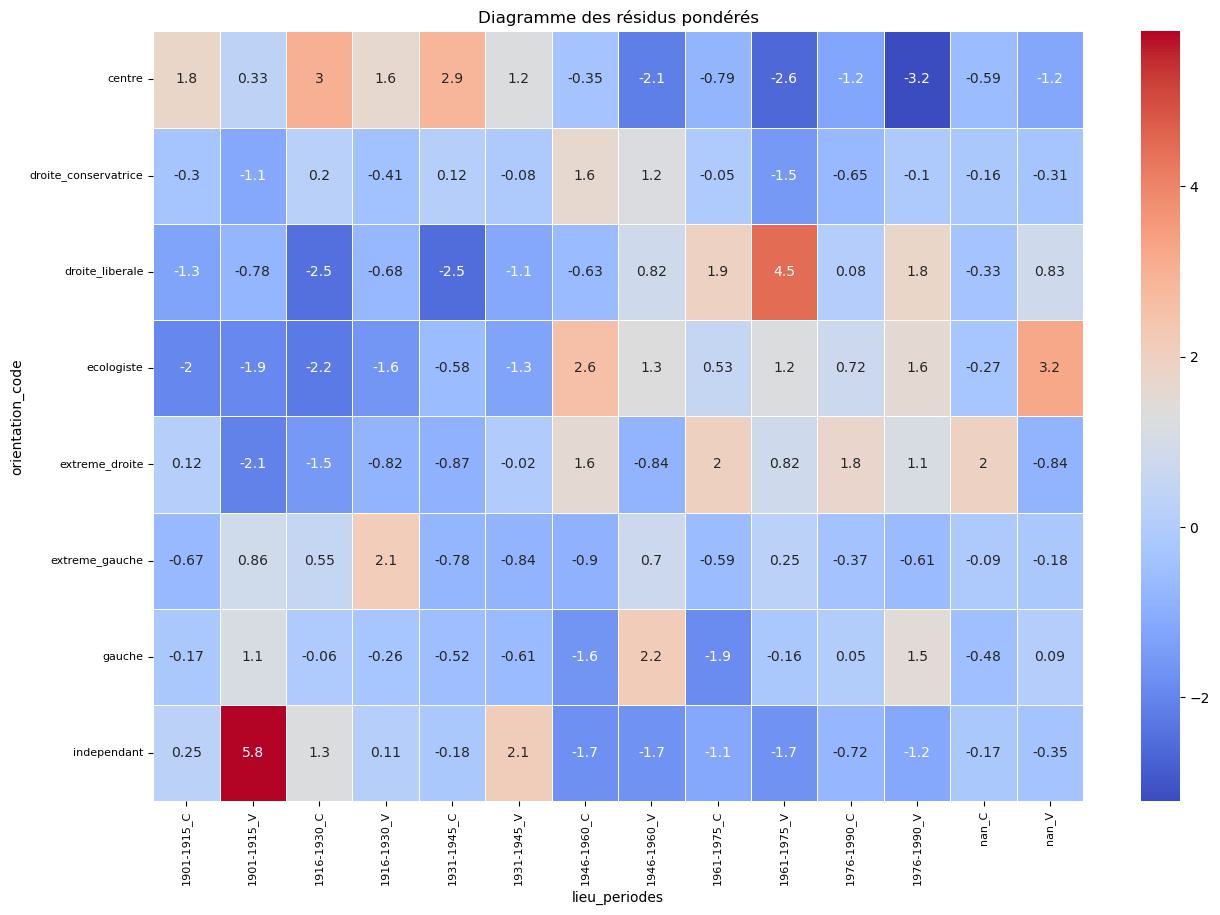 Diagramme des résidus pondérés
centre 1.8 0.33 3 1.6 2.9 1.2 -0.35 -2.1 -0.79 -2.6 -1.2 -3.2 -0.59 -1.2
droite_conservatrice -0.3 -1.1 0.2 -0.41 0.12 -0.08 1.6 1.2 -0.05 -1.5 -0.65 -0.1 -0.16 -0.31
4
droite_liberale -1.3 -0.78 -2.5 -0.68 -2.5 -1.1 -0.63 0.82 1.9 4.5 0.08 1.8 -0.33 0.83
2
ecologiste -2 -1.9 -2.2 -1.6 -0.58 -1.3 2.6 1.3 0.53 1.2 0.72 1.6 -0.27 3.2
orientation_code
extreme_droite 0.12 -2.1 -1.5 -0.82 -0.87 -0.02 1.6 -0.84 2 0.82 1.8 1.1 2 -0.84
0
extreme_gauche -0.67 0.86 0.55 2.1 -0.78 -0.84 -0.9 0.7 -0.59 0.25 -0.37 -0.61 -0.09 -0.18
gauche -0.17 1.1 -0.06 -0.26 -0.52 -0.61 -1.6 2.2 -1.9 -0.16 0.05 1.5 -0.48 0.09
−2
independant 0.25 5.8 1.3 0.11 -0.18 2.1 -1.7 -1.7 -1.1 -1.7 -0.72 -1.2 -0.17 -0.35
1901-1915_C 1901-1915_V 1916-1930_C 1916-1930_V 1931-1945_C 1931-1945_V 1946-1960_C 1946-1960_V 1961-1975_C 1961-1975_V 1976-1990_C 1976-1990_V nan_C nan_V
lieu_periodes